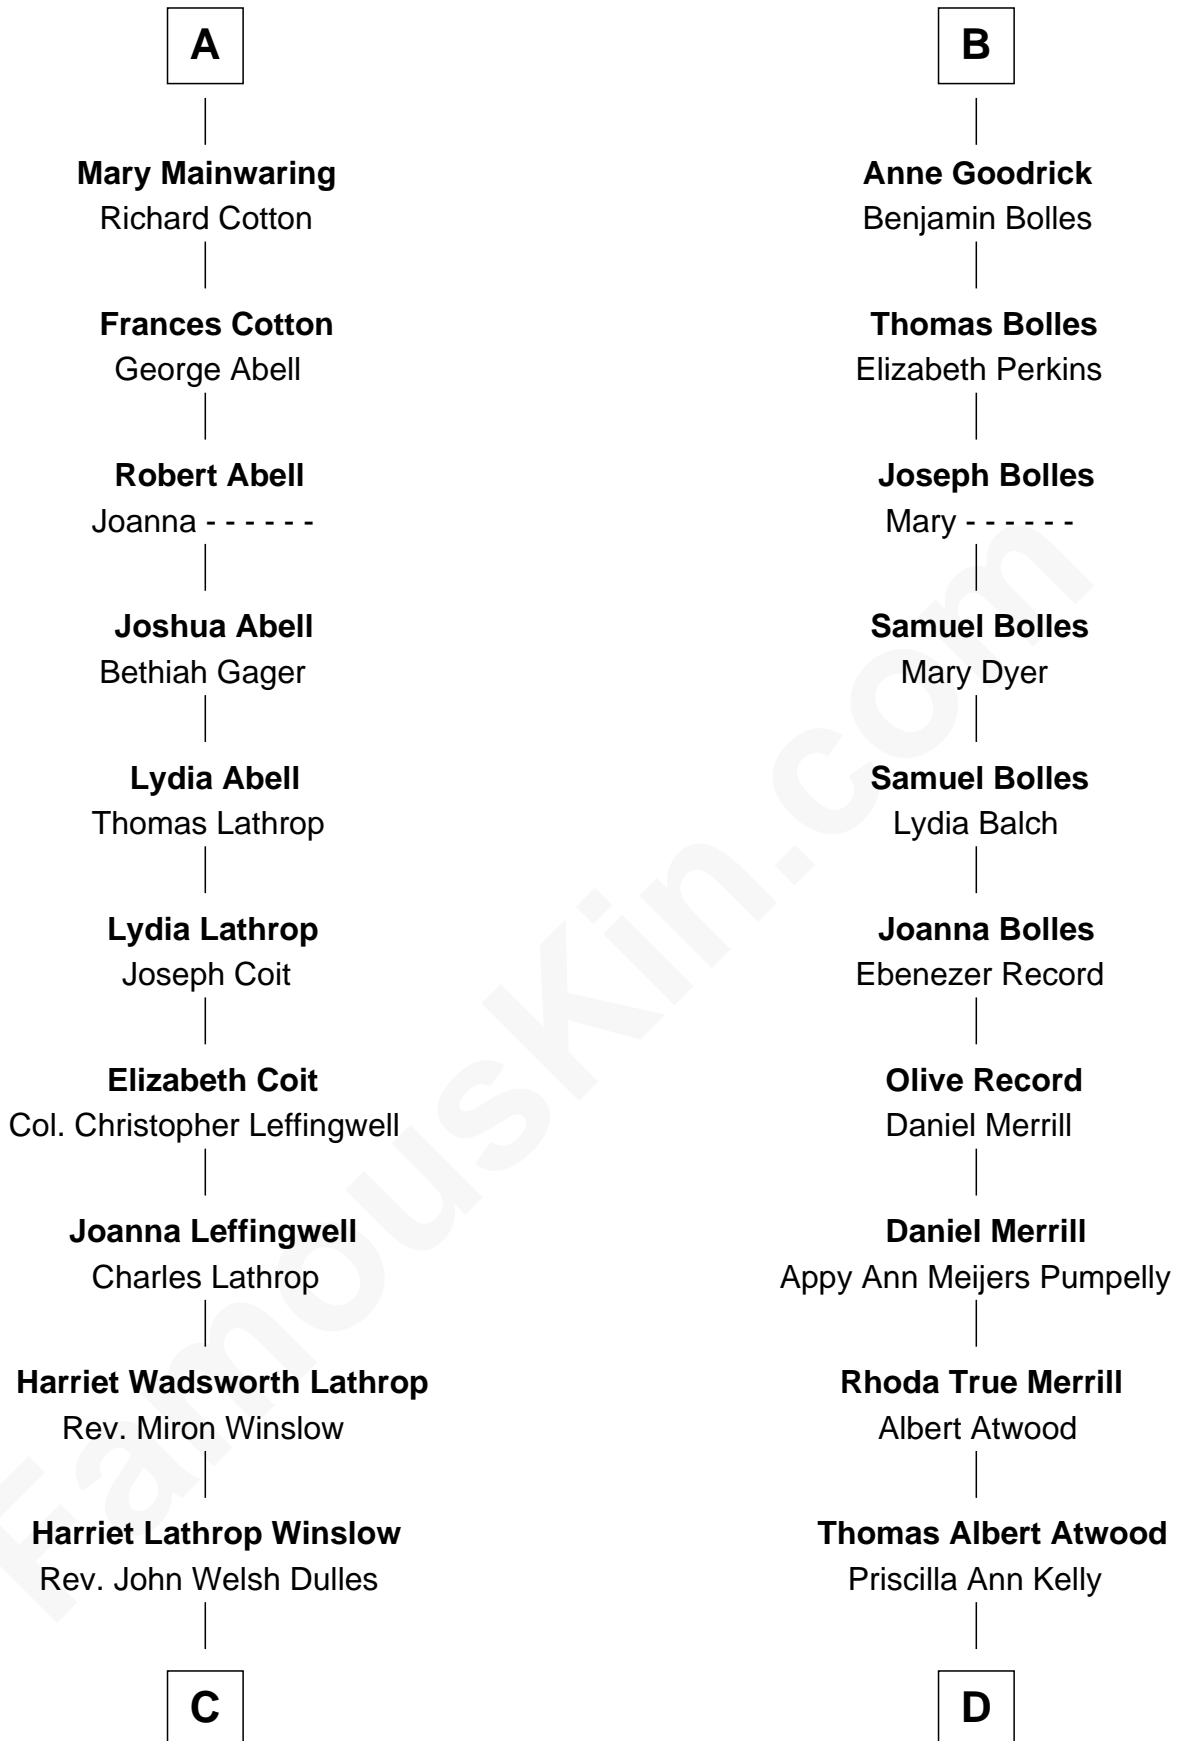 A
Mary Mainwaring
Richard Cotton
Frances Cotton
George Abell
Robert Abell
Joanna - - - - - -
Joshua Abell
Bethiah Gager
Lydia Abell
Thomas Lathrop
Lydia Lathrop
Joseph Coit
Elizabeth Coit
Col. Christopher Leffingwell
Joanna Leffingwell
Charles Lathrop
Harriet Wadsworth Lathrop
Rev. Miron Winslow
Harriet Lathrop Winslow
Rev. John Welsh Dulles
C
B
Anne Goodrick
Benjamin Bolles
Thomas Bolles
Elizabeth Perkins
Joseph Bolles
Mary - - - - - -
Samuel Bolles
Mary Dyer
Samuel Bolles
Lydia Balch
Joanna Bolles
Ebenezer Record
Olive Record
Daniel Merrill
Daniel Merrill
Appy Ann Meijers Pumpelly
Rhoda True Merrill
Albert Atwood
Thomas Albert Atwood
Priscilla Ann Kelly
D
FamousKin.com